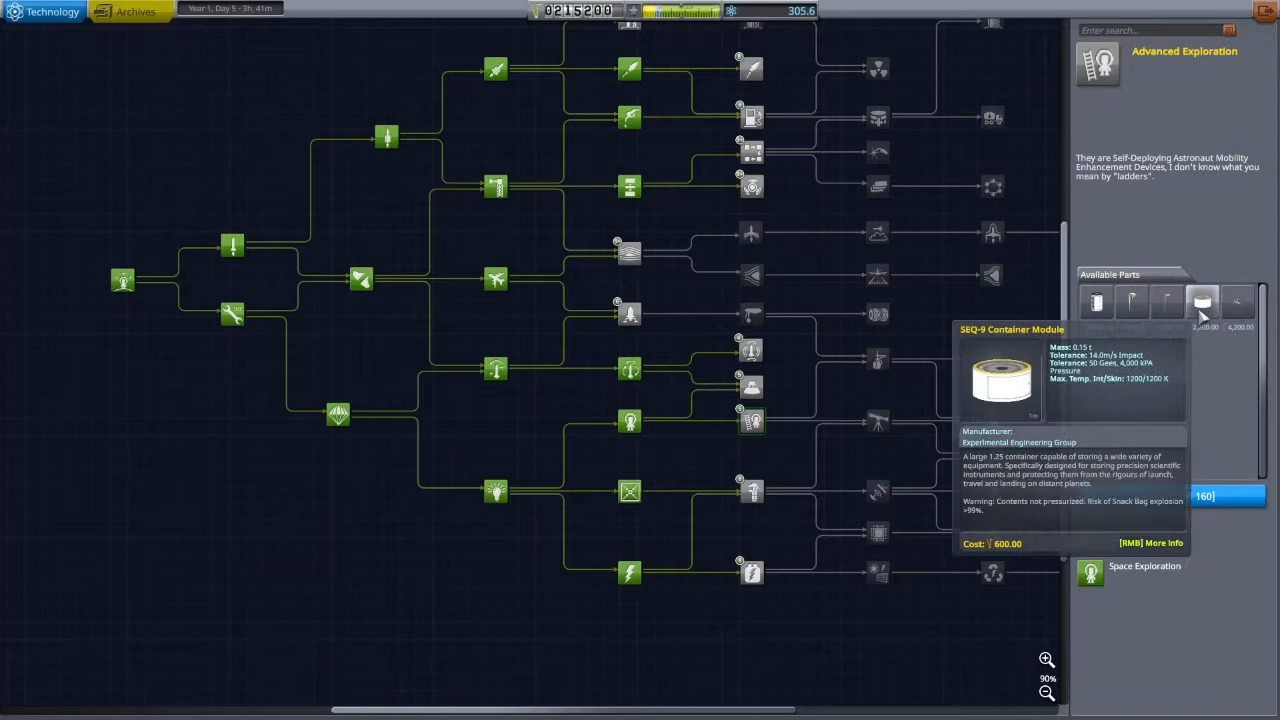 Technology
Archives
Year 1, Day 5 - 3h, 41m
0215200
305.6
Enter search...
Advanced Exploration
They are Self-Deploying Astronaut Mobility
Enhancement Devices, I don't know what you
mean by "ladders".
Available Parts
4,200.00
SEQ-9 Container Module
Mass: 0.15 t
Tolerance: 14.0m/s Impact
Tolerance: 50 Gees, 4,000 kPa
Pressure
Max. Temp. Int/Skin: 1200/1200 K
1m
Manufacturer:
Experimental Engineering Group
A large 1.25 container capable of storing a wide variety of
equipment. Specifically designed for storing precision scientific
instruments and protecting them from the rigours of launch,
travel and landing on distant planets.
Warning: Contents not pressurized. Risk of Snack Bag explosion
>99%.
Cost: 600.00
[RMB] More Info
160]
Space Exploration
90%